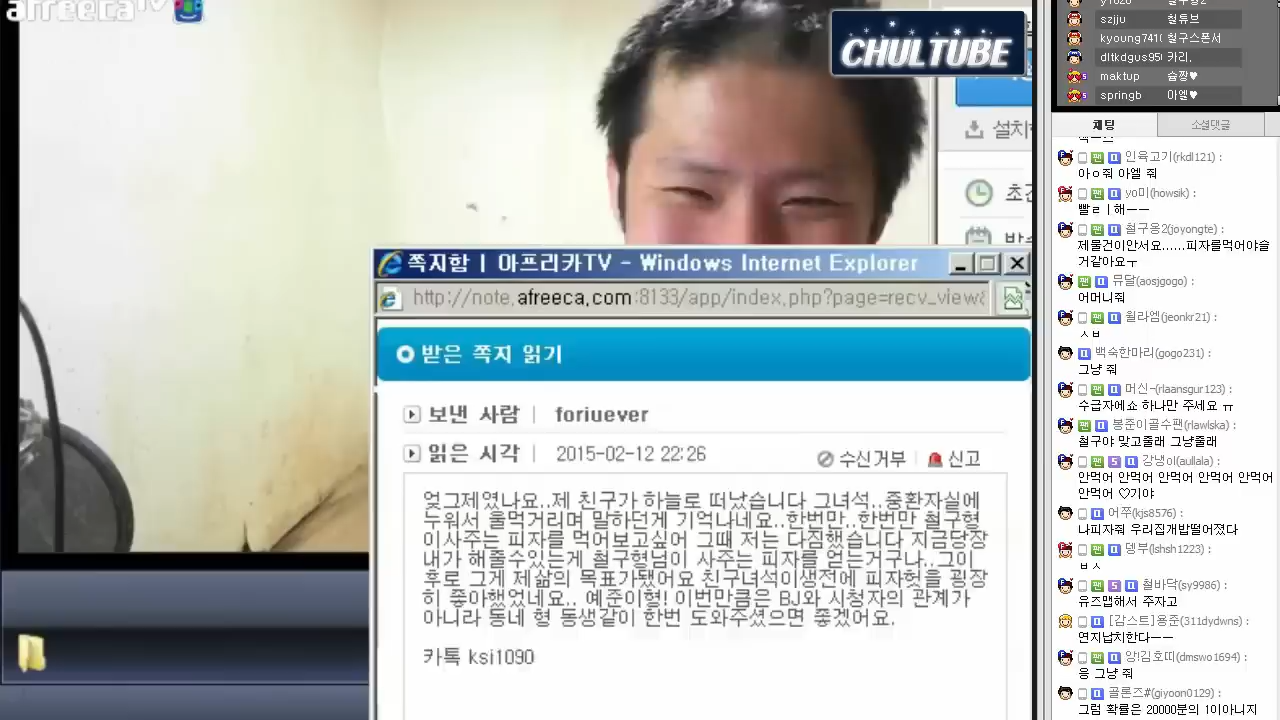 afreecaTV
CHULTUBE
설치
초간
쪽지함 | 아프리카TV - Windows Internet Explorer
http://note.afreeca.com:8133/app/index.php?page=recv_view&
받은 쪽지 읽기
보낸 사람 | foriuever
읽은 시각 | 2015-02-12 22:26
수신거부 | 신고
엊그제였나요..제 친구가 하늘로 떠났습니다 그녀석..중환자실에
누워서 울먹거리며 말하던게 기억나네요..한번만..한번만 철구형
이사주는 피자를 먹어보고싶어 그때 저는 다짐했습니다 지금당장
내가 해줄수있는게 철구형님이 사주는 피자를 얻는거구나..그이
후로 그게 제삶의 목표가됐어요 친구녀석이생전에 피자헛을 굉장
히 좋아했었네요.. 예준이형! 이번만큼은 BJ와 시청자의 관계가
아니라 동네 형 동생같이 한번 도와주셨으면 좋겠어요.
카톡 ksi1090
szjju 철튜브
kyoung741( 철구스폰서
dltkdgus95( 카리,
maktup 숨짱♥
springb 아엘♥
채팅 소셜댓글
인육고기(rkdl121) :
아ㅇ줘 아엘 줘
yo미(howsik) :
빨ㄹㅣ해ㅡㅡ
철구용2(joyongte) :
제물건이안서요......피자를먹어야슬
거같아요ㅜ
뮤달(aosjgogo) :
어머니줘
칠라엠(jeonkr21) :
ㅅㅂ
백숙한마리(gogo231) :
그냥 줘
머신-(rlaansgur123) :
수급자에쇼 하나만 주세요 ㅠ
봉준이골수팬(rlawlska) :
철구야 맞고줄래 그냥줄래
강냉이(aullala) :
안먹어 안먹어 안먹어 안먹어 안먹어
안먹어 ♡기야
어쭈(kjs8576) :
나피자줘 우리집개밥떨어졌다
뎅부(lshsh1223) :
ㅂㅅ
철바닥(sy9986) :
유즈맵해서 주자고
[감스트]용준(311dydwns) :
연지납치한다ㅡㅡ
앙!김호띠(dmswo1694) :
응 그냥 줘
골론즈#(giyoon0129) :
그럼 확률은 20000분의 1이아니지